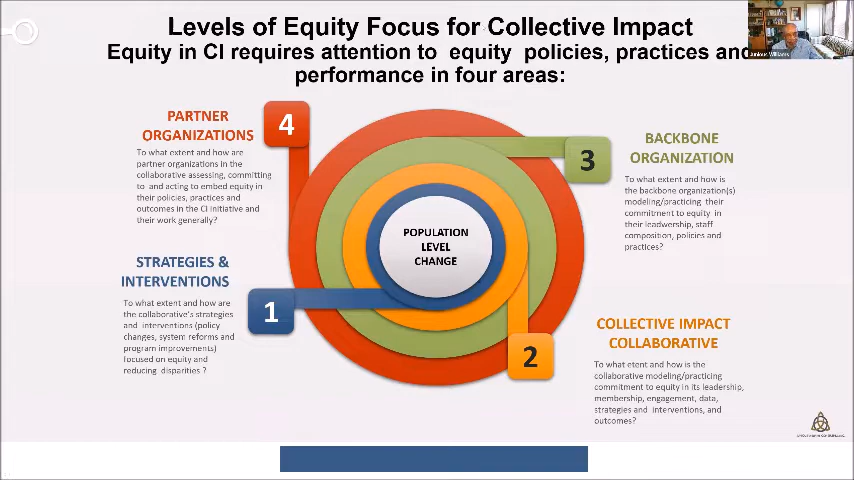 Levels of Equity Focus for Collective Impact
Equity in CI requires attention to equity policies, practices and
performance in four areas:
Junious Williams
PARTNER
ORGANIZATIONS
4
To what extent and how are
partner organizations in the
collaborative assessing, committing
to and acting to embed equity in
their policies, practices and
outcomes in the CI Initiative and
their work generally?
3
BACKBONE
ORGANIZATION
To what extent and how is
the backbone organization(s)
modeling/practicing their
commitment to equity in
their leadwership, staff
composition, policies and
practices?
POPULATION
LEVEL
CHANGE
STRATEGIES &
INTERVENTIONS
1
To what extent and how are
the collaborative's strategies
and interventions (policy
changes, system reforms and
program improvements)
focused on equity and
reducing disparities ?
2
COLLECTIVE IMPACT
COLLABORATIVE
To what etent and how is the
collaborative modeling/practicing
commitment to equity in its leadership,
membership, engagement, data,
strategies and interventions, and
outcomes?